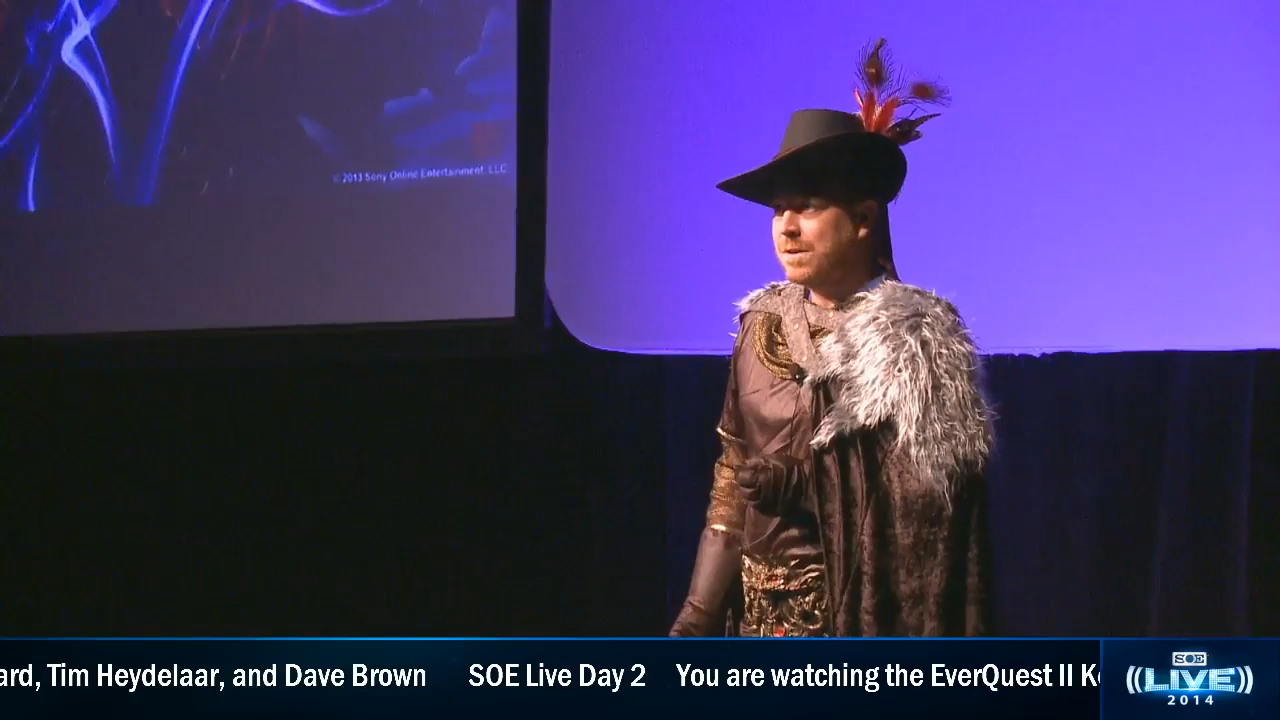 © 2013 Sony Online Entertainment, LLC
ard, Tim Heydelaar, and Dave Brown SOE Live Day 2 You are watching the EverQuest II K
SOE
LIVE
2014